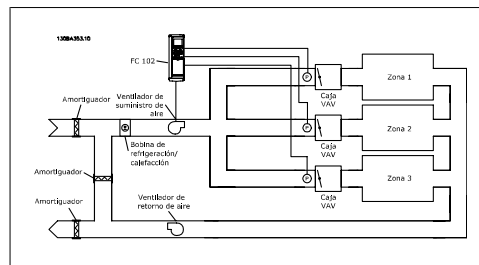 130BA353.10
FC 102
Amortiguador
Ventilador de
suministro de
aire
Bobina de
refrigeración/
calefacción
Amortiguador
Ventilador de
retorno de aire
Amortiguador
P
Caja
VAV
Zona 1
P
Caja
VAV
Zona 2
P
Caja
VAV
Zona 3